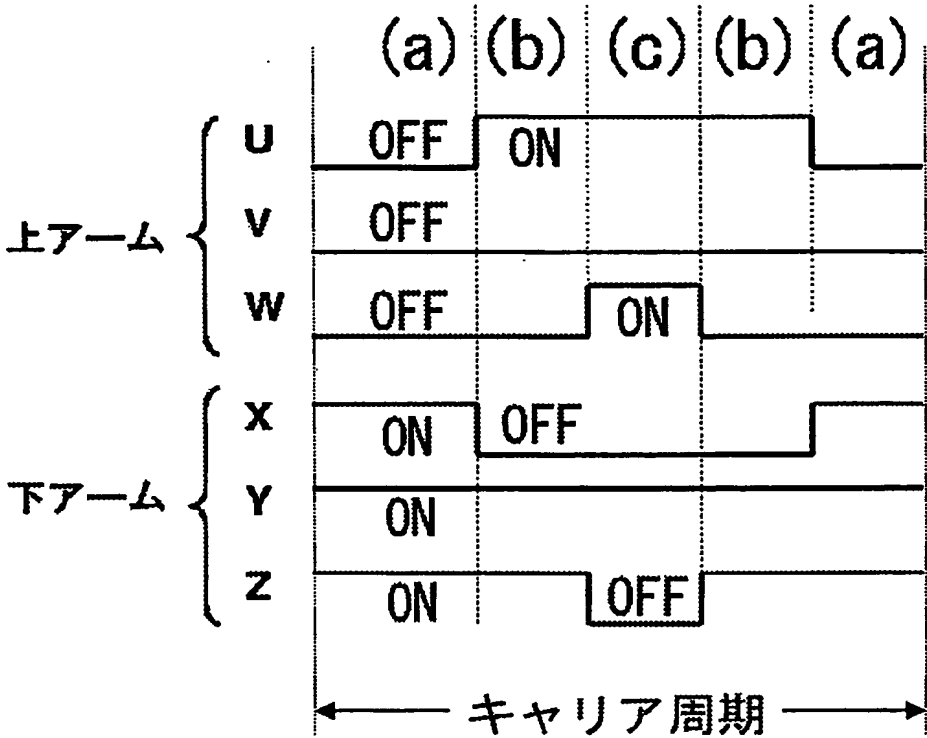 (a) (b) (c) (b) (a)
上アーム
U OFF ON
V OFF
W OFF ON
下アーム
X ON OFF
Y ON
Z ON OFF
キャリア周期